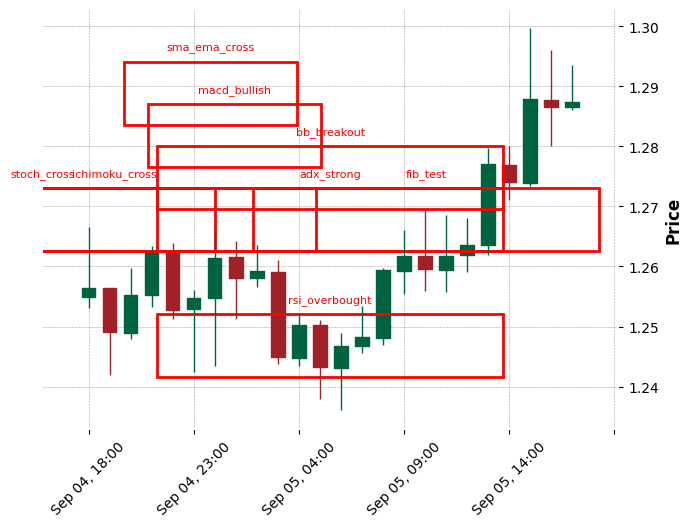 sma_ema_cross
macd_bullish
bb_breakout
stoch_cross
ichimoku_cross
adx_strong
fib_test
rsi_overbought
1.30
1.29
1.28
1.27
1.26
1.25
1.24
Price
Sep 04, 18:00
Sep 04, 23:00
Sep 05, 04:00
Sep 05, 09:00
Sep 05, 14:00